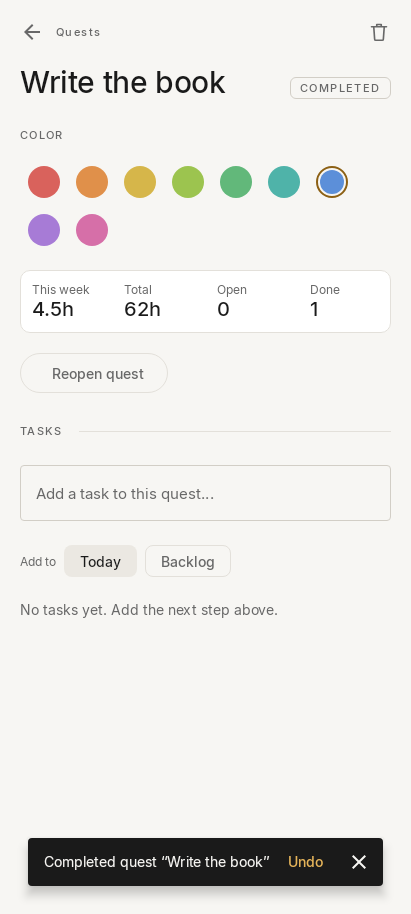 Quests
Write the book
COMPLETED
COLOR
This week Total Open Done
4.5h 62h 0 1
Reopen quest
TASKS
Add a task to this quest...
Add to Today Backlog
No tasks yet. Add the next step above.
Completed quest “Write the book” Undo